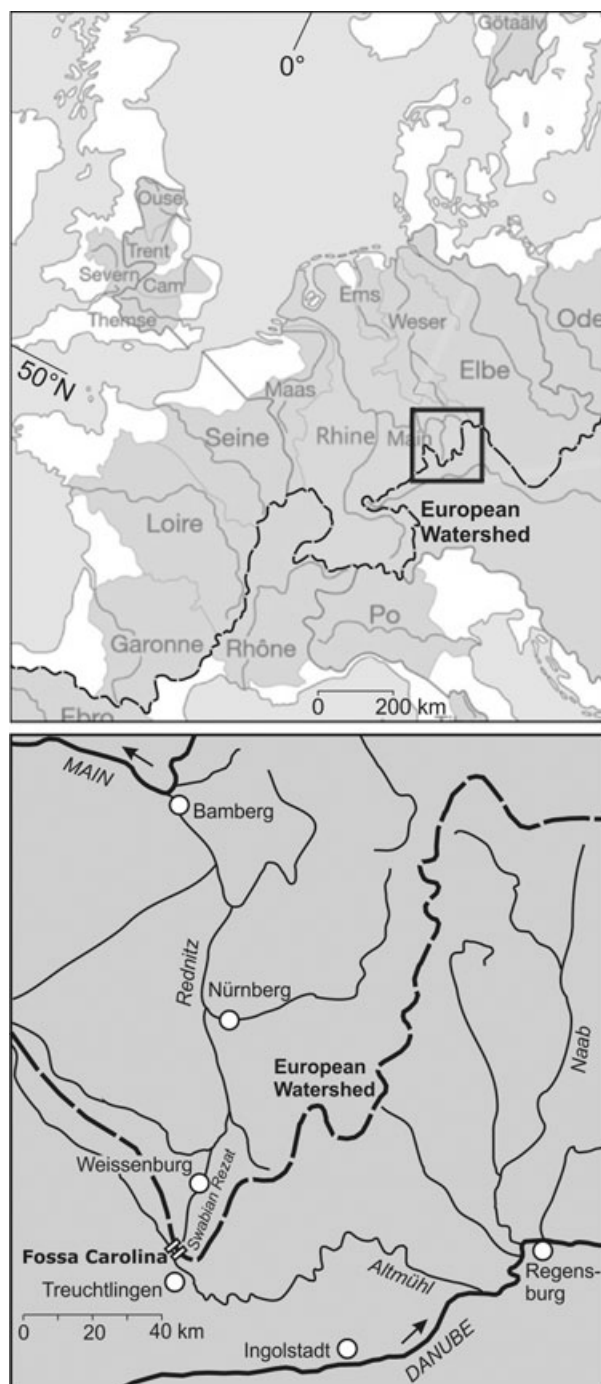 Götaälv
0°
Ouse
Trent
Severn
Cam
Themse
Ems
Weser
Ode
Elbe
50°N
Maas
Seine
Rhine
Main
European
Watershed
Loire
Po
Garonne
Rhône
Ebro
0 200 km
MAIN
Bamberg
Rednitz
Nürnberg
Naab
European
Watershed
Weissenburg
Swabian Rezat
Fossa Carolina
Treuchtlingen
Altmühl
Regens-
burg
0 20 40 km
Ingolstadt
DANUBE